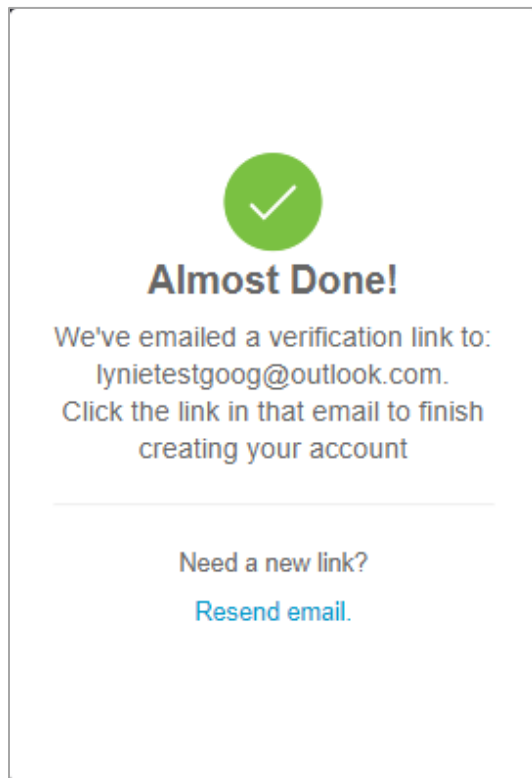 Almost Done!
We've emailed a verification link to:
lynietestgoog@outlook.com.
Click the link in that email to finish
creating your account
Need a new link?
Resend email.